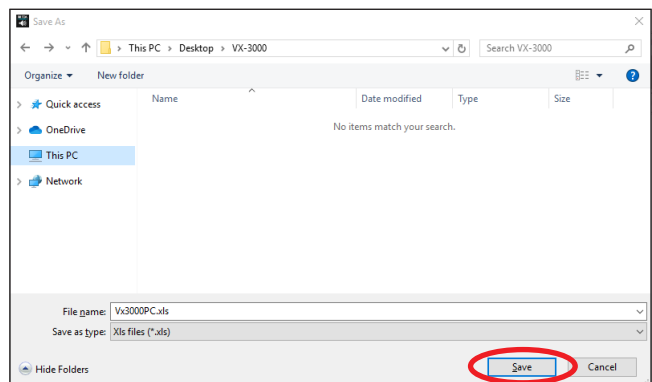 Save As
This PC > Desktop > VX-3000
Search VX-3000
Organize
New folder
Name
Date modified
Type
Size
Quick access
OneDrive
This PC
Network
No items match your search.
File name: Vx3000PC.xls
Save as type: Xls files (*.xls)
Hide Folders
Save
Cancel